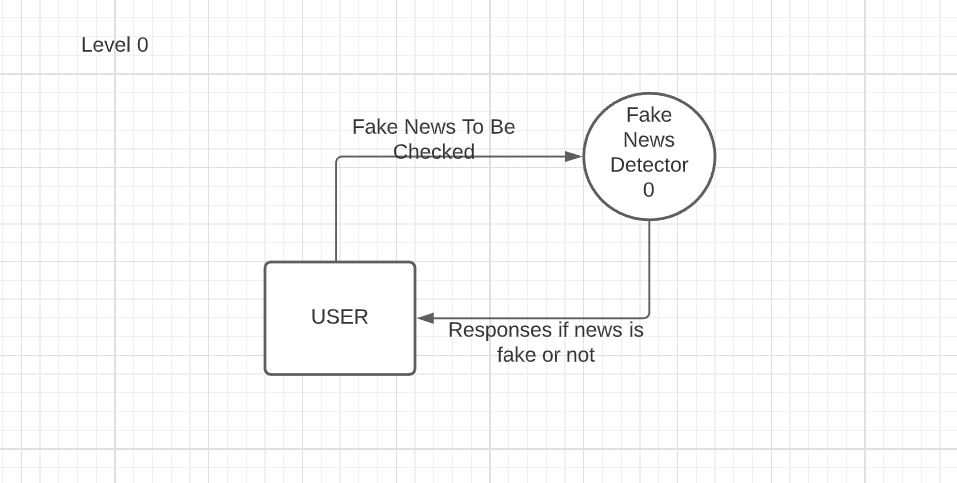 Level 0
Fake News To Be
Checked
Fake
News
Detector
0
USER
Responses if news is
fake or not